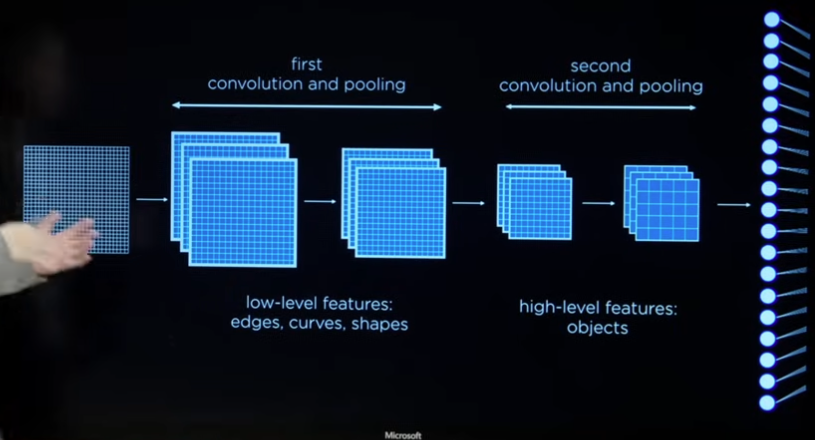 first
convolution and pooling
second
convolution and pooling
low-level features:
edges, curves, shapes
high-level features:
objects
Microsoft